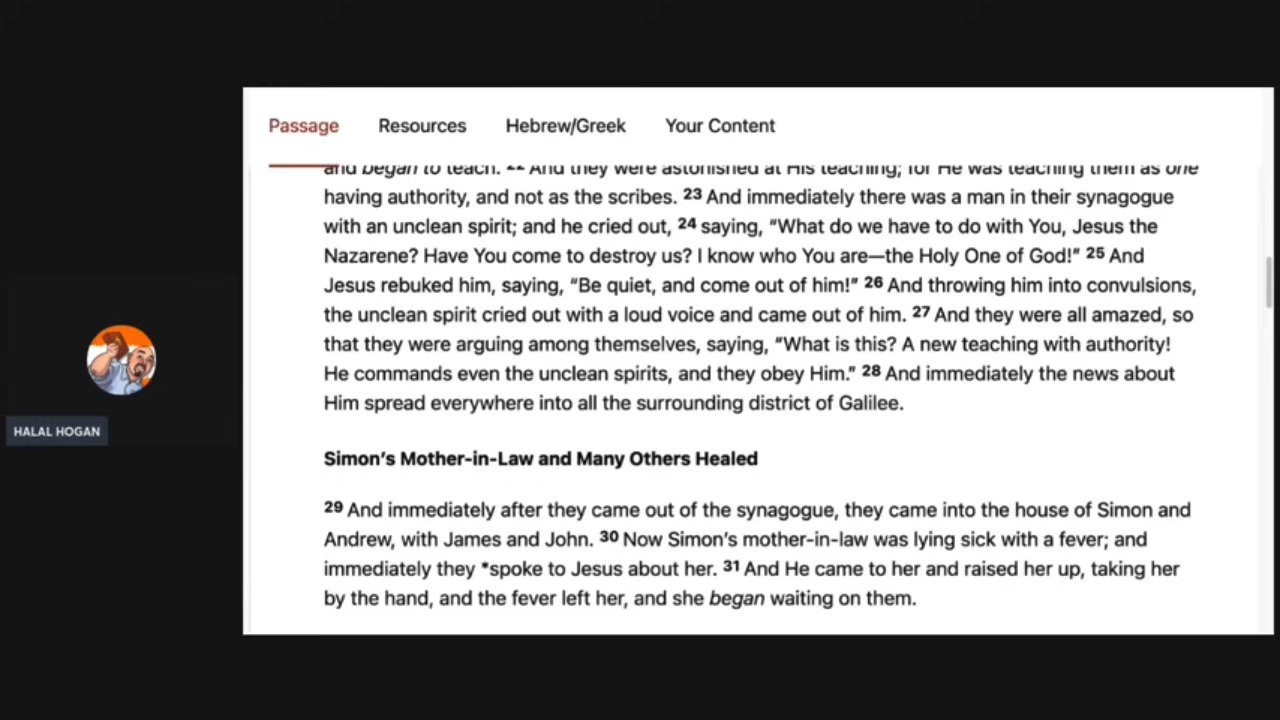 Passage Resources Hebrew/Greek Your Content
and began to teach. 22 And they were astonished at His teaching; for He was teaching them as one
having authority, and not as the scribes. 23 And immediately there was a man in their synagogue
with an unclean spirit; and he cried out, 24 saying, “What do we have to do with You, Jesus the
Nazarene? Have You come to destroy us? I know who You are—the Holy One of God!” 25 And
Jesus rebuked him, saying, “Be quiet, and come out of him!” 26 And throwing him into convulsions,
the unclean spirit cried out with a loud voice and came out of him. 27 And they were all amazed, so
that they were arguing among themselves, saying, “What is this? A new teaching with authority!
He commands even the unclean spirits, and they obey Him.” 28 And immediately the news about
Him spread everywhere into all the surrounding district of Galilee.
HALAL HOGAN
Simon’s Mother-in-Law and Many Others Healed
29 And immediately after they came out of the synagogue, they came into the house of Simon and
Andrew, with James and John. 30 Now Simon’s mother-in-law was lying sick with a fever; and
immediately they *spoke to Jesus about her. 31 And He came to her and raised her up, taking her
by the hand, and the fever left her, and she began waiting on them.